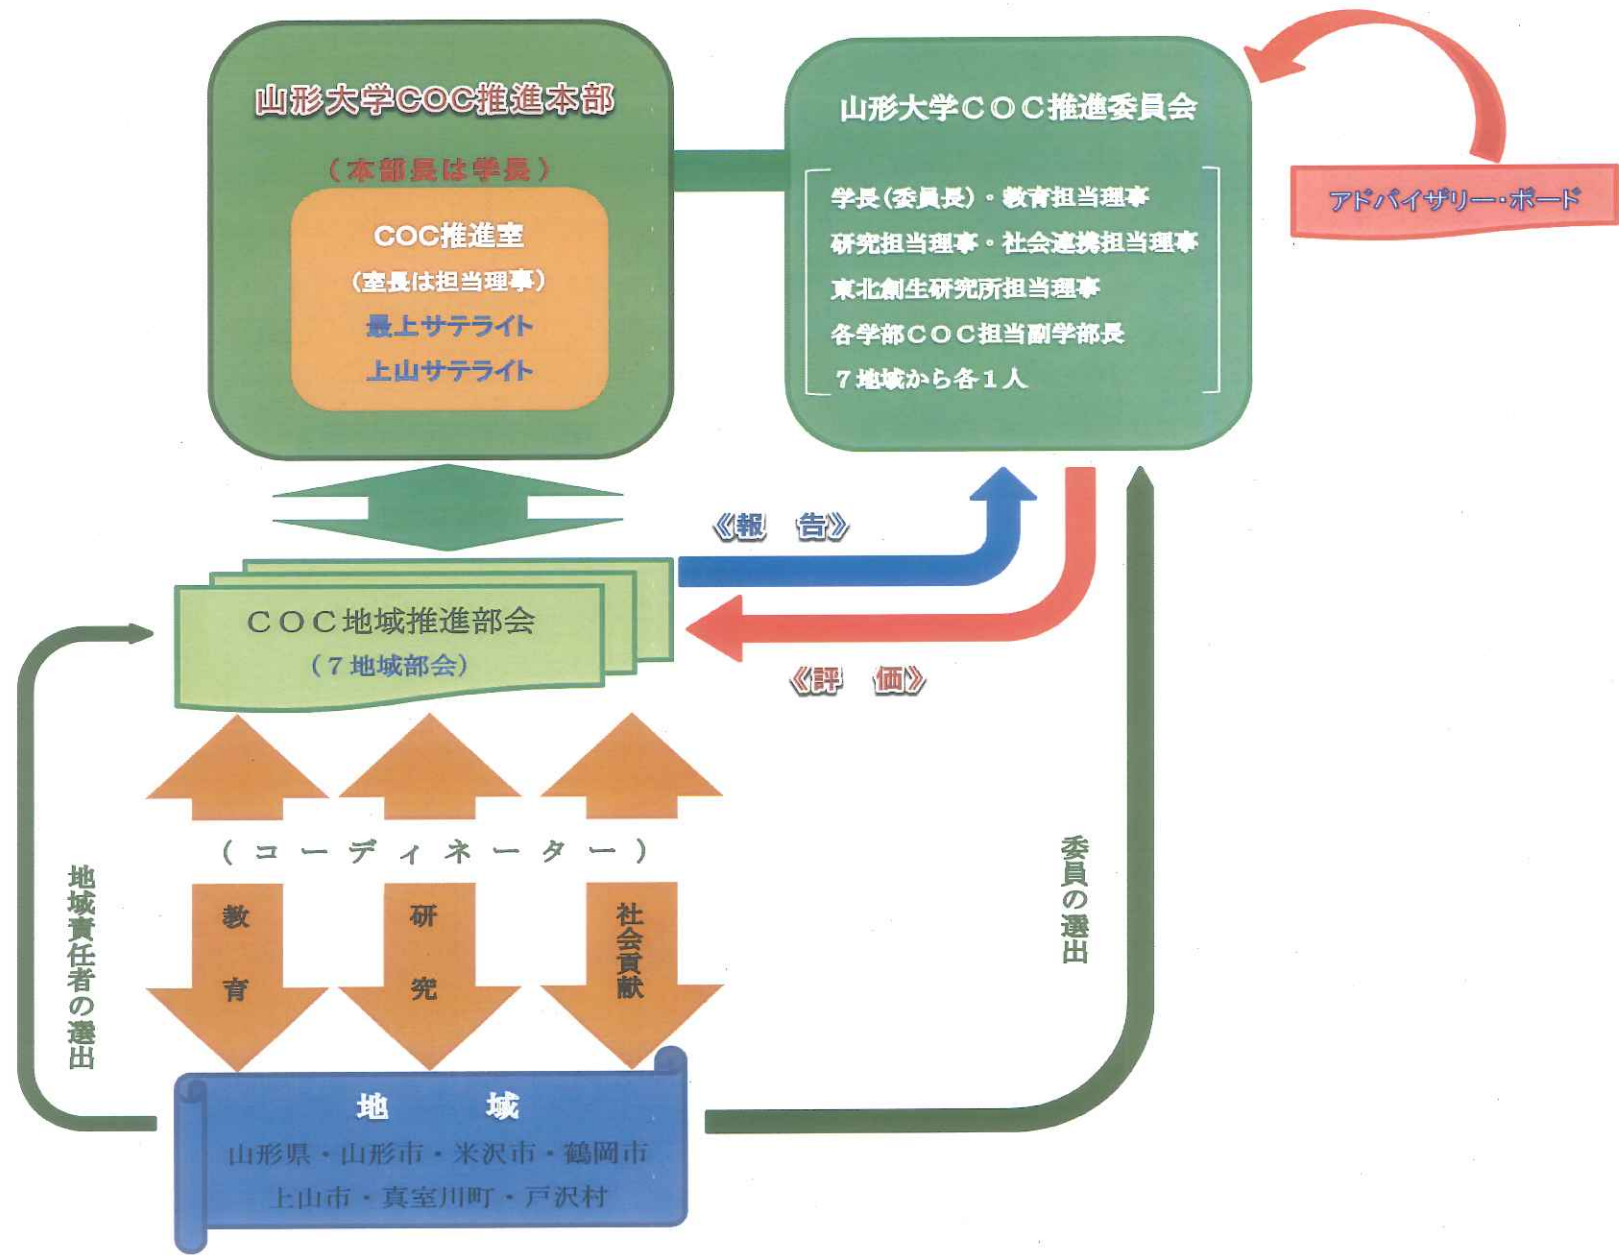 山形大学COC推進本部
(本部長は学長)
COC推進室
(室長は担当理事)
最上サテライト
上山サテライト
山形大学COC推進委員会
学長(委員長)・教育担当理事
研究担当理事・社会連携担当理事
東北創生研究所担当理事
各学部COC担当副学部長
7地域から各1人
アドバイザリー・ボード
《報 告》
《評 価》
COC地域推進部会
(7地域部会)
(コーディネーター)
教育
研究
社会貢献
地域責任者の選出
委員の選出
地 域
山形県・山形市・米沢市・鶴岡市
上山市・真室川町・戸沢村